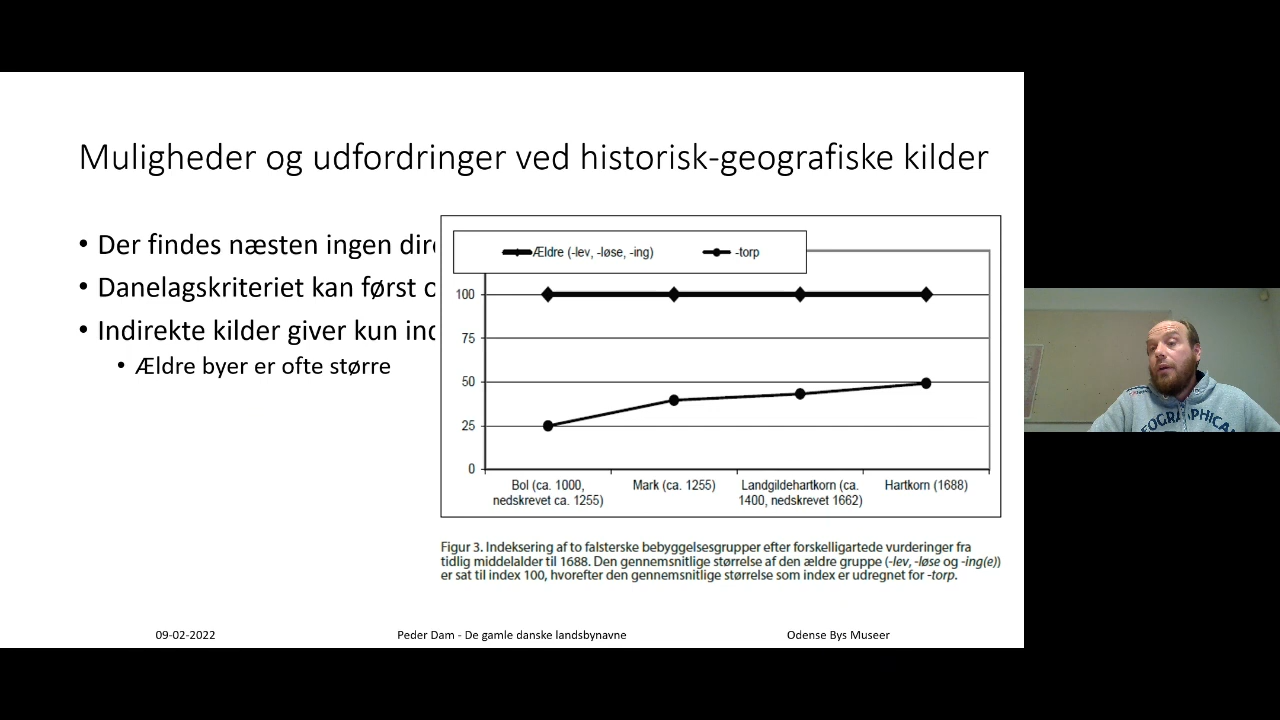 Muligheder og udfordringer ved historisk-geografiske kilder
• Der findes næsten ingen
• Danelagskriteriet kan først
• Indirekte kilder giver kun
• Ældre byer er ofte større
Ældre (-lev, -løse, -ing)
-torp
100
75
50
25
0
Bol (ca. 1000,
nedskrevet ca. 1255)
Mark (ca. 1255)
Landgildehartkorn (ca.
1400, nedskrevet 1662)
Hartkorn (1688)
Figur 3. Indeksering af to falsterske bebyggelsesgrupper efter forskelligartede vurderinger fra
tidlig middelalder til 1688. Den gennemsnitlige størrelse af den ældre gruppe (-lev, -løse og -ing(e))
er sat til index 100, hvorefter den gennemsnitlige størrelse som index er udregnet for -torp.
09-02-2022
Peder Dam - De gamle danske landsbynavne
Odense Bys Museer